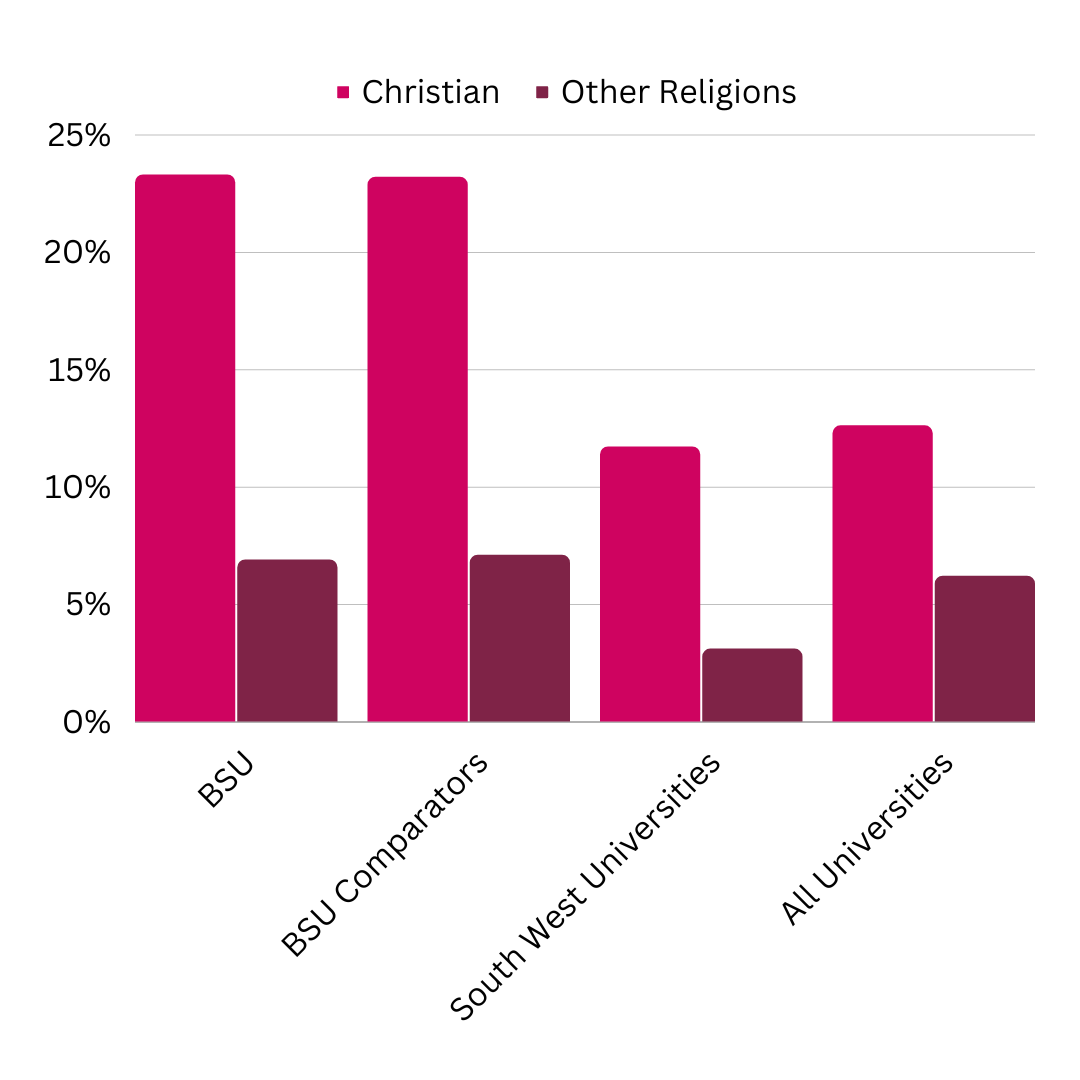 Christian Other Religions
25%
20%
15%
10%
5%
0%
BSU
BSU Comparators
South West Universities
All Universities